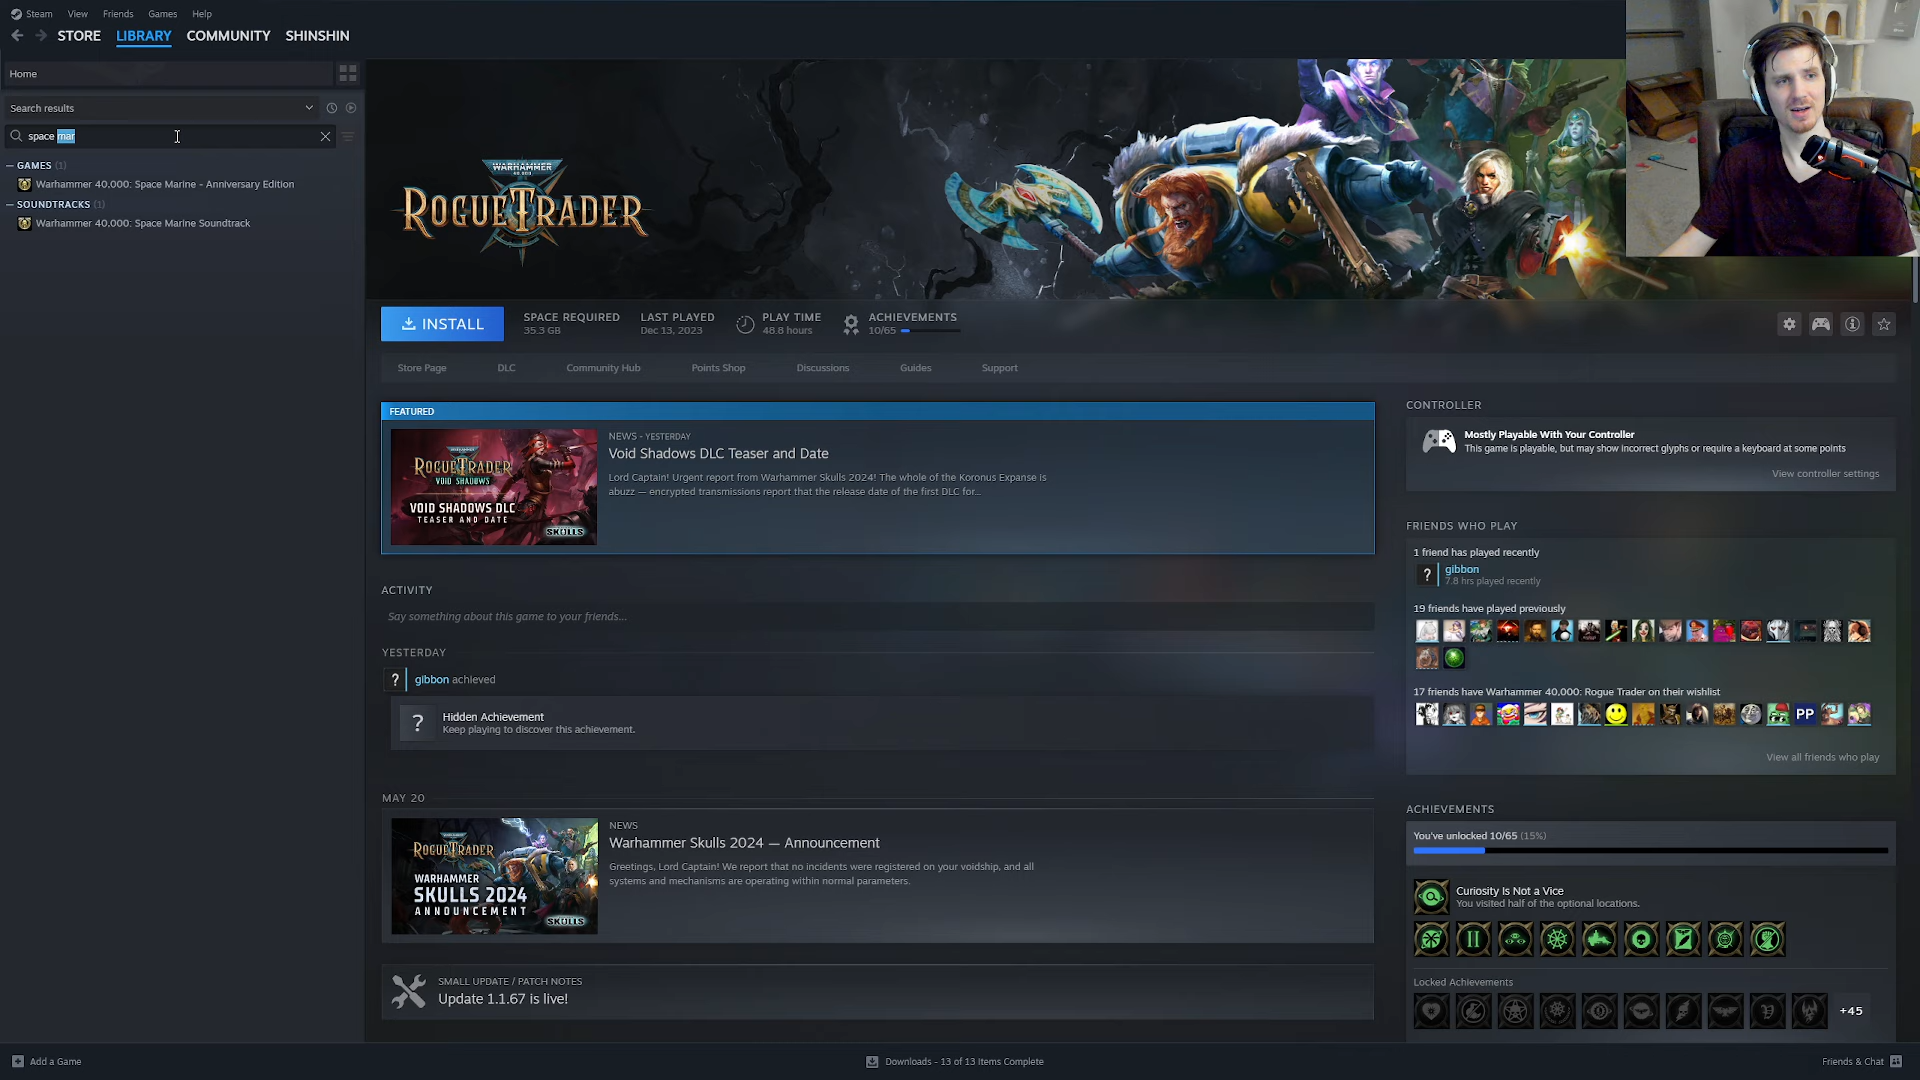 Steam View Friends Games Help
STORE LIBRARY COMMUNITY SHINSHIN
Home
Search results
space mar
GAMES (1)
Warhammer 40,000: Space Marine - Anniversary Edition
SOUNDTRACKS (1)
Warhammer 40,000: Space Marine Soundtrack
WARHAMMER
40,000
ROGUE TRADER
INSTALL
SPACE REQUIRED
35.3 GB
LAST PLAYED
Dec 13, 2023
PLAY TIME
48.8 hours
ACHIEVEMENTS
10/65
Store Page DLC Community Hub Points Shop Discussions Guides Support
FEATURED
ROGUE TRADER
VOID SHADOWS
VOID SHADOWS DLC
TEASER AND DATE
SKULLS
NEWS - YESTERDAY
Void Shadows DLC Teaser and Date
Lord Captain! Urgent report from Warhammer Skulls 2024! The whole of the Koronus Expanse is
abuzz — encrypted transmissions report that the release date of the first DLC for...
ACTIVITY
Say something about this game to your friends...
YESTERDAY
? gibbon achieved
?
Hidden Achievement
Keep playing to discover this achievement.
MAY 20
ROGUE TRADER
WARHAMMER
SKULLS 2024
ANNOUNCEMENT
SKULLS
NEWS
Warhammer Skulls 2024 — Announcement
Greetings, Lord Captain! We report that no incidents were registered on your voidship, and all
systems and mechanisms are operating within normal parameters.
SMALL UPDATE / PATCH NOTES
Update 1.1.67 is live!
CONTROLLER
Mostly Playable With Your Controller
This game is playable, but may show incorrect glyphs or require a keyboard at some points
View controller settings
FRIENDS WHO PLAY
1 friend has played recently
?
gibbon
7.8 hrs played recently
19 friends have played previously
17 friends have Warhammer 40,000: Rogue Trader on their wishlist
PP
View all friends who play
ACHIEVEMENTS
You've unlocked 10/65 (15%)
Curiosity Is Not a Vice
You visited half of the optional locations.
Locked Achievements
+45
Add a Game
Downloads - 13 of 13 Items Complete
Friends & Chat